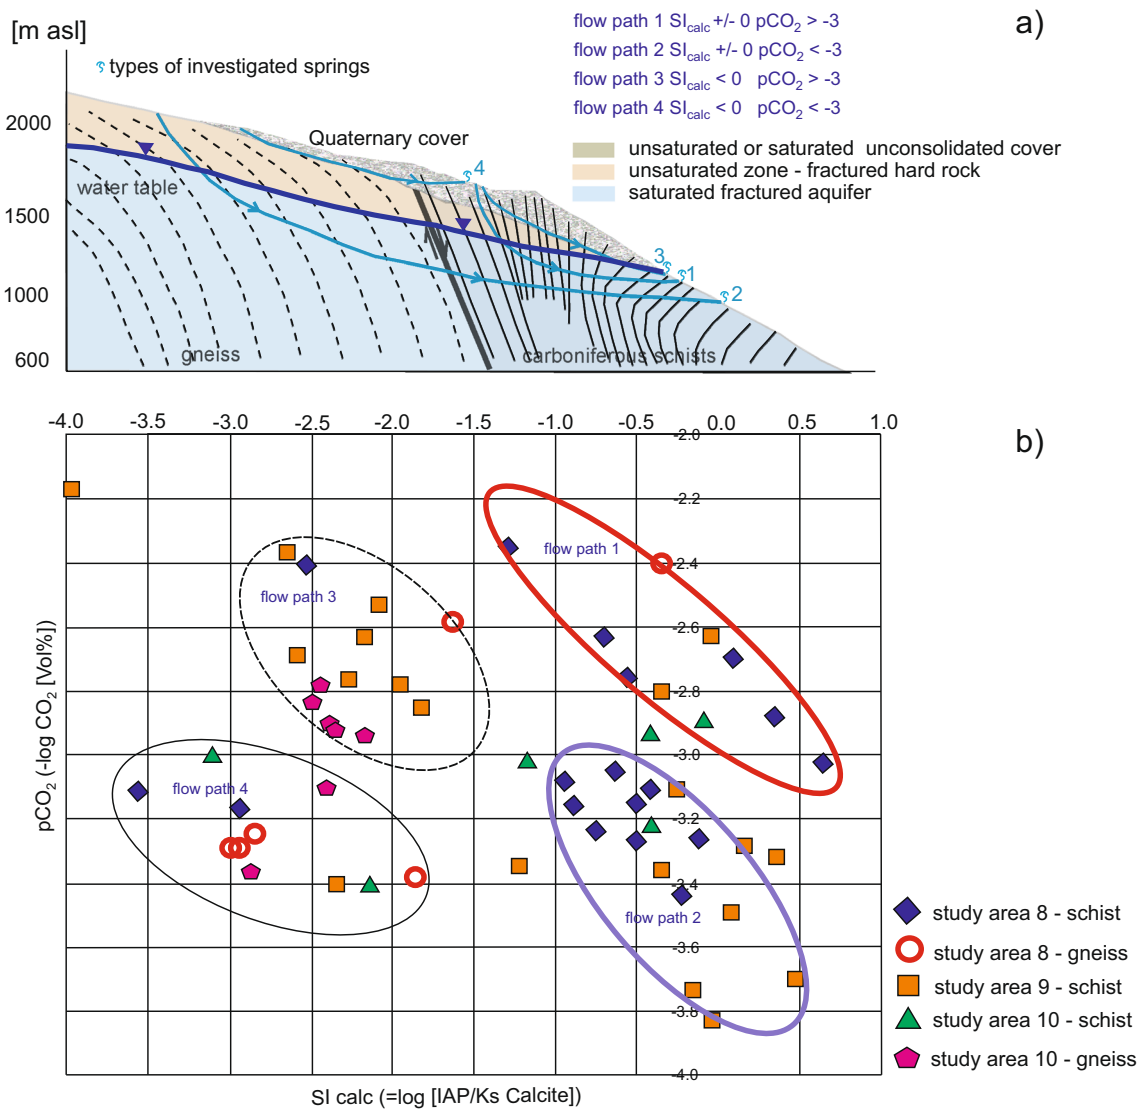 [m asl]
a)
flow path 1 SIcalc +/- 0 pCO2 > -3
flow path 2 SIcalc +/- 0 pCO2 < -3
flow path 3 SIcalc < 0 pCO2 > -3
flow path 4 SIcalc < 0 pCO2 < -3
types of investigated springs
2000
1500
1000
600
Quaternary cover
water table
gneiss
carboniferous schists
4
3
1
2
unsaturated or saturated unconsolidated cover
unsaturated zone - fractured hard rock
saturated fractured aquifer
b)
-4.0 -3.5 -3.0 -2.5 -2.0 -1.5 -1.0 -0.5 0.0 0.5 1.0
-2.0
-2.2
-2.4
-2.6
-2.8
-3.0
-3.2
-3.4
-3.6
-3.8
-4.0
flow path 1
flow path 3
flow path 4
flow path 2
pCO2 (-log CO2 [Vol%])
SI calc (=log [IAP/Ks Calcite])
study area 8 - schist
study area 8 - gneiss
study area 9 - schist
study area 10 - schist
study area 10 - gneiss